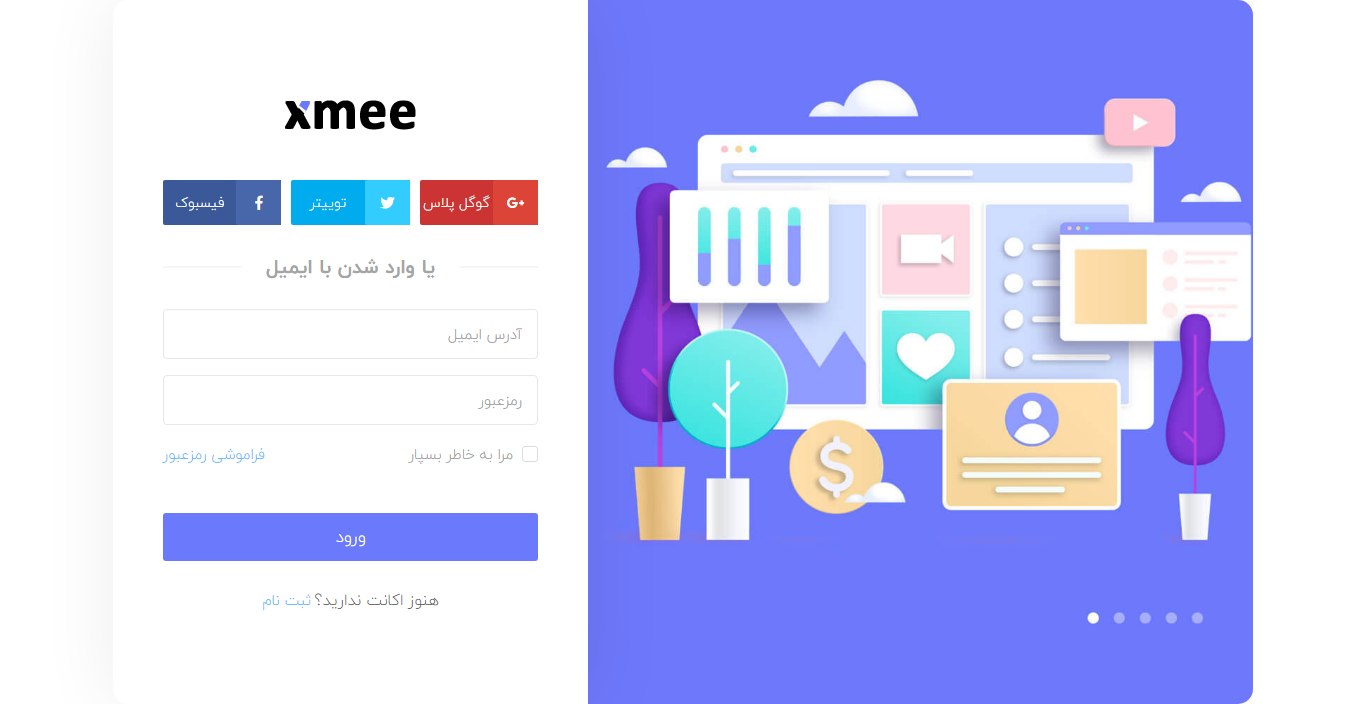 xmee
گوگل پلاس
توییتر
فیسبوک
یا وارد شدن با ایمیل
آدرس ایمیل
رمزعبور
مرا به خاطر بسپار
فراموشی رمزعبور
ورود
هنوز اکانت ندارید؟ ثبت نام